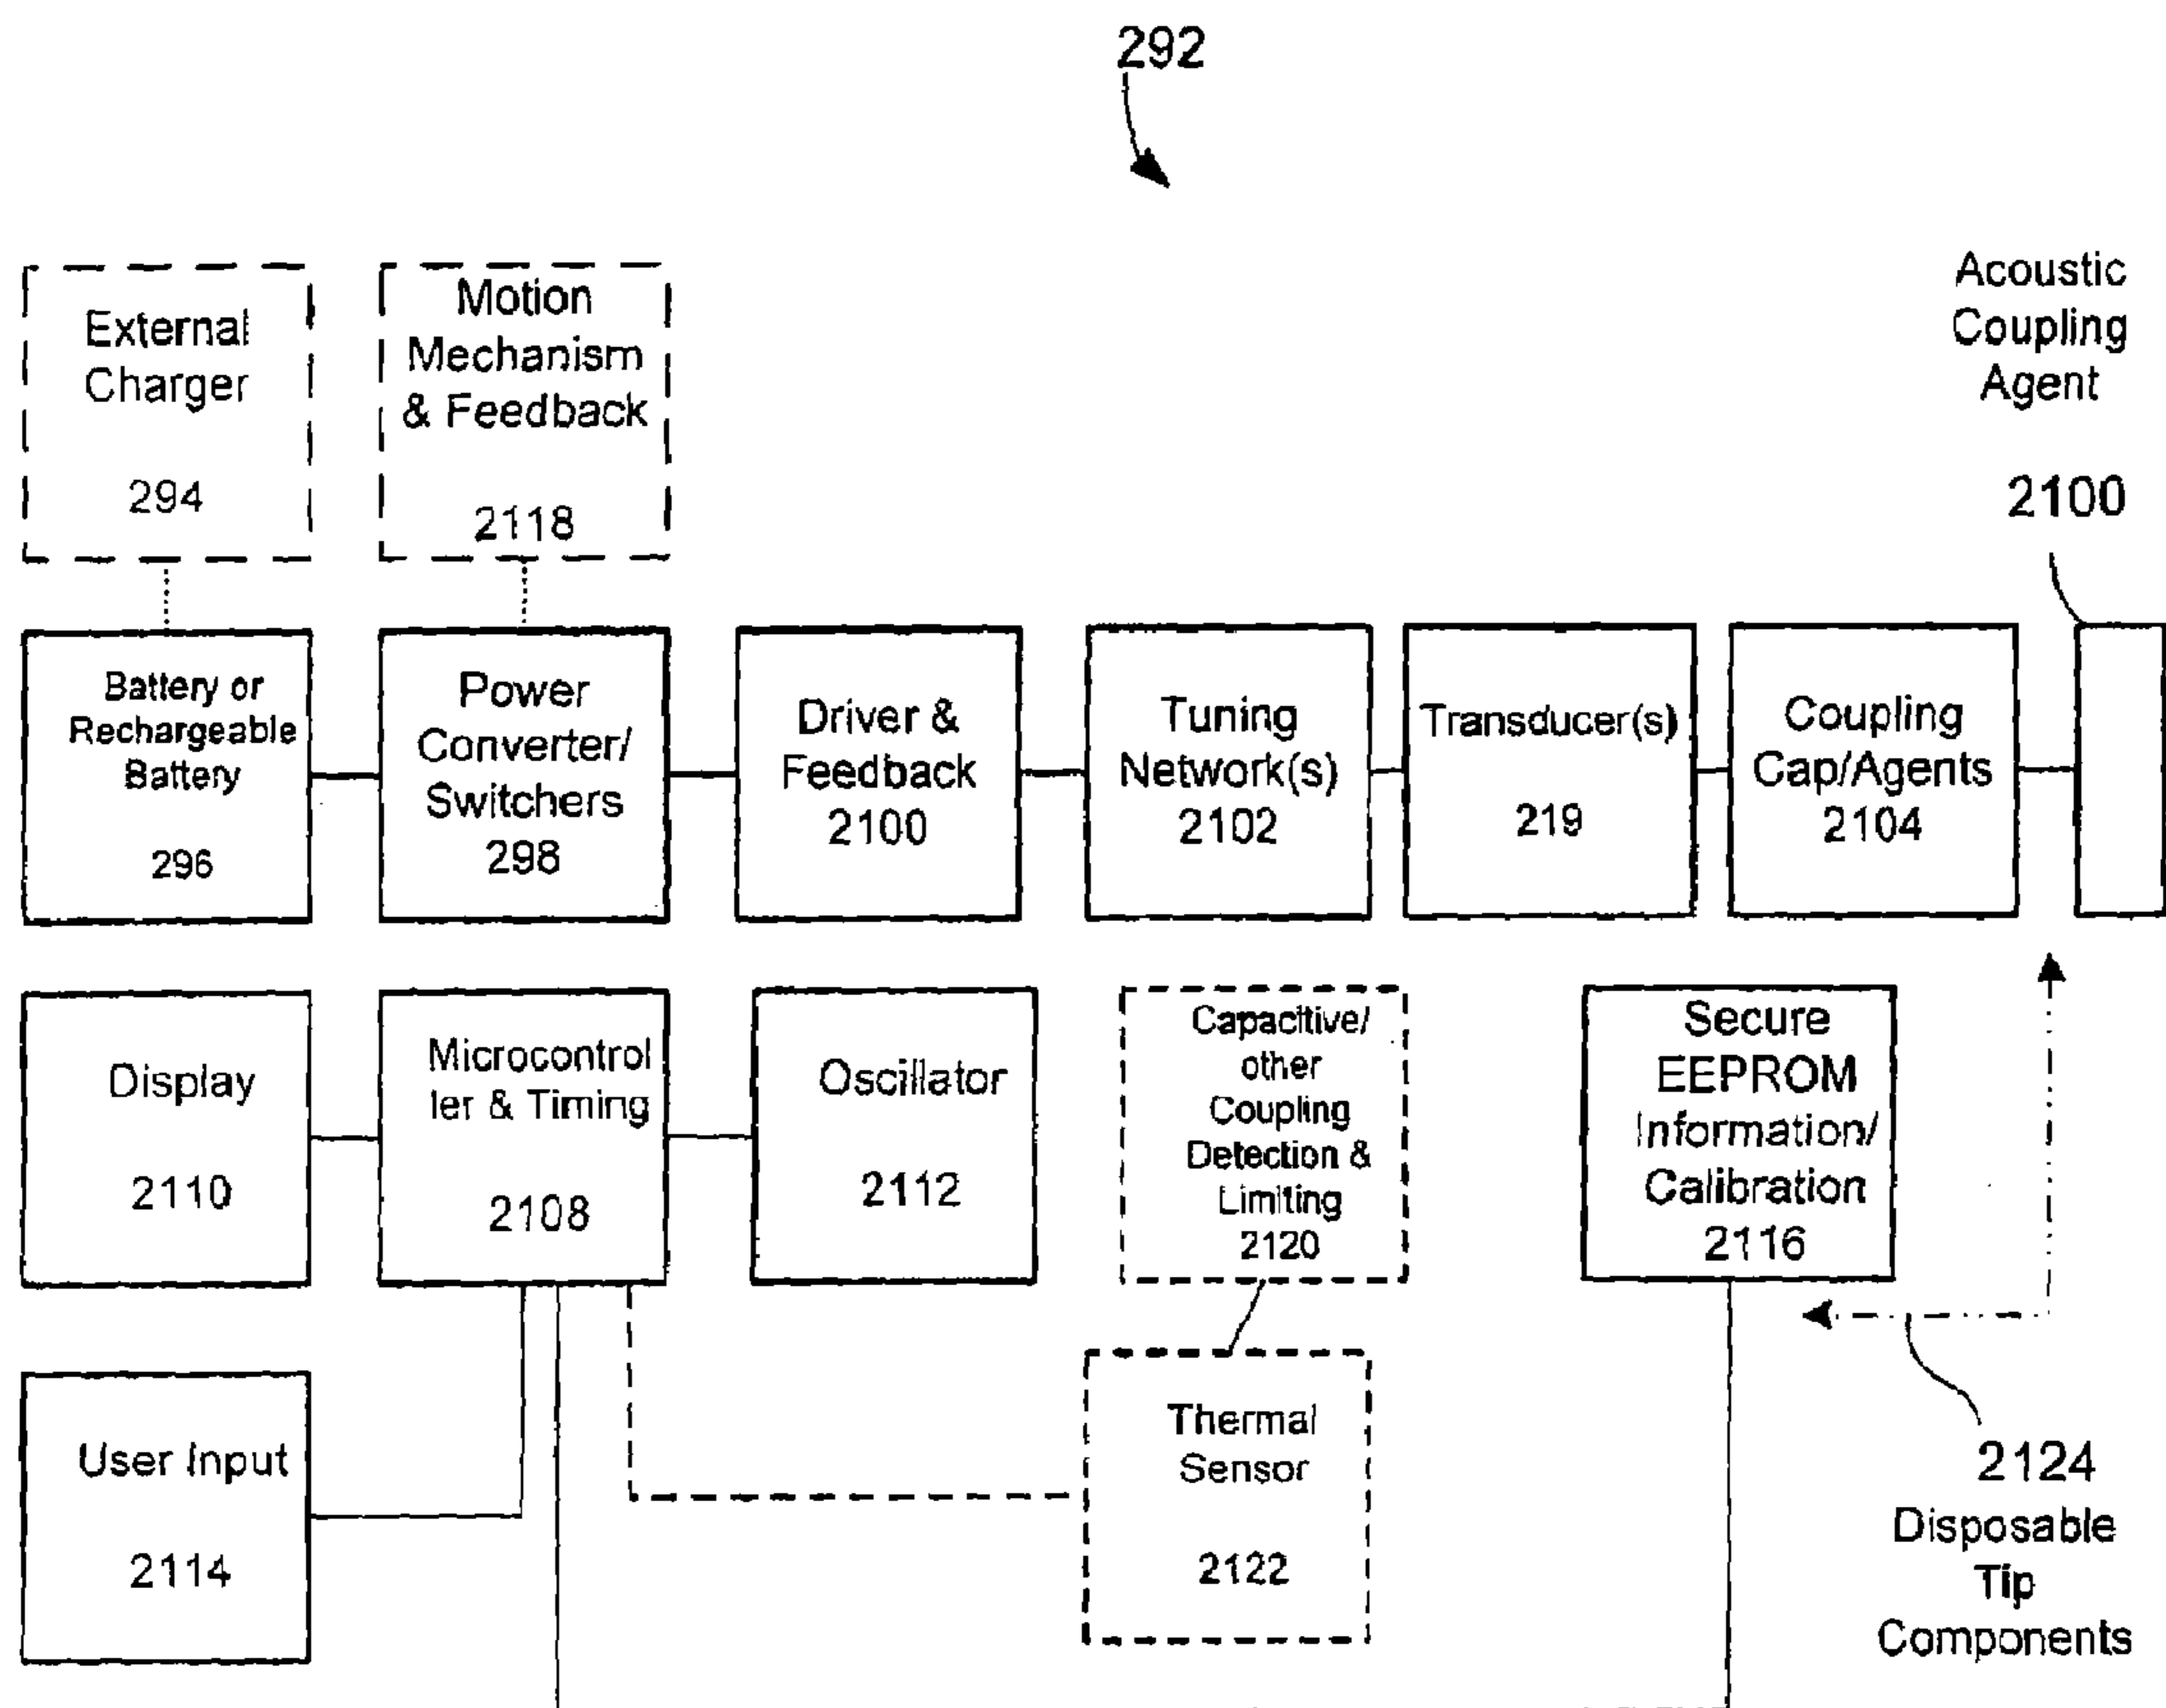 292
External
Charger
294
Motion
Mechanism
& Feedback
2118
Acoustic
Coupling
Agent
2100
Battery or
Rechargeable
Battery
296
Power
Converter/
Switchers
298
Driver &
Feedback
2100
Tuning
Network(s)
2102
Transducer(s)
219
Coupling
Cap/Agents
2104
Display
2110
Microcontrol
ler & Timing
2108
Oscillator
2112
Capacitive/
other
Coupling
Detection &
Limiting
2120
Secure
EEPROM
Information/
Calibration
2116
User Input
2114
Thermal
Sensor
2122
2124
Disposable
Tip
Components